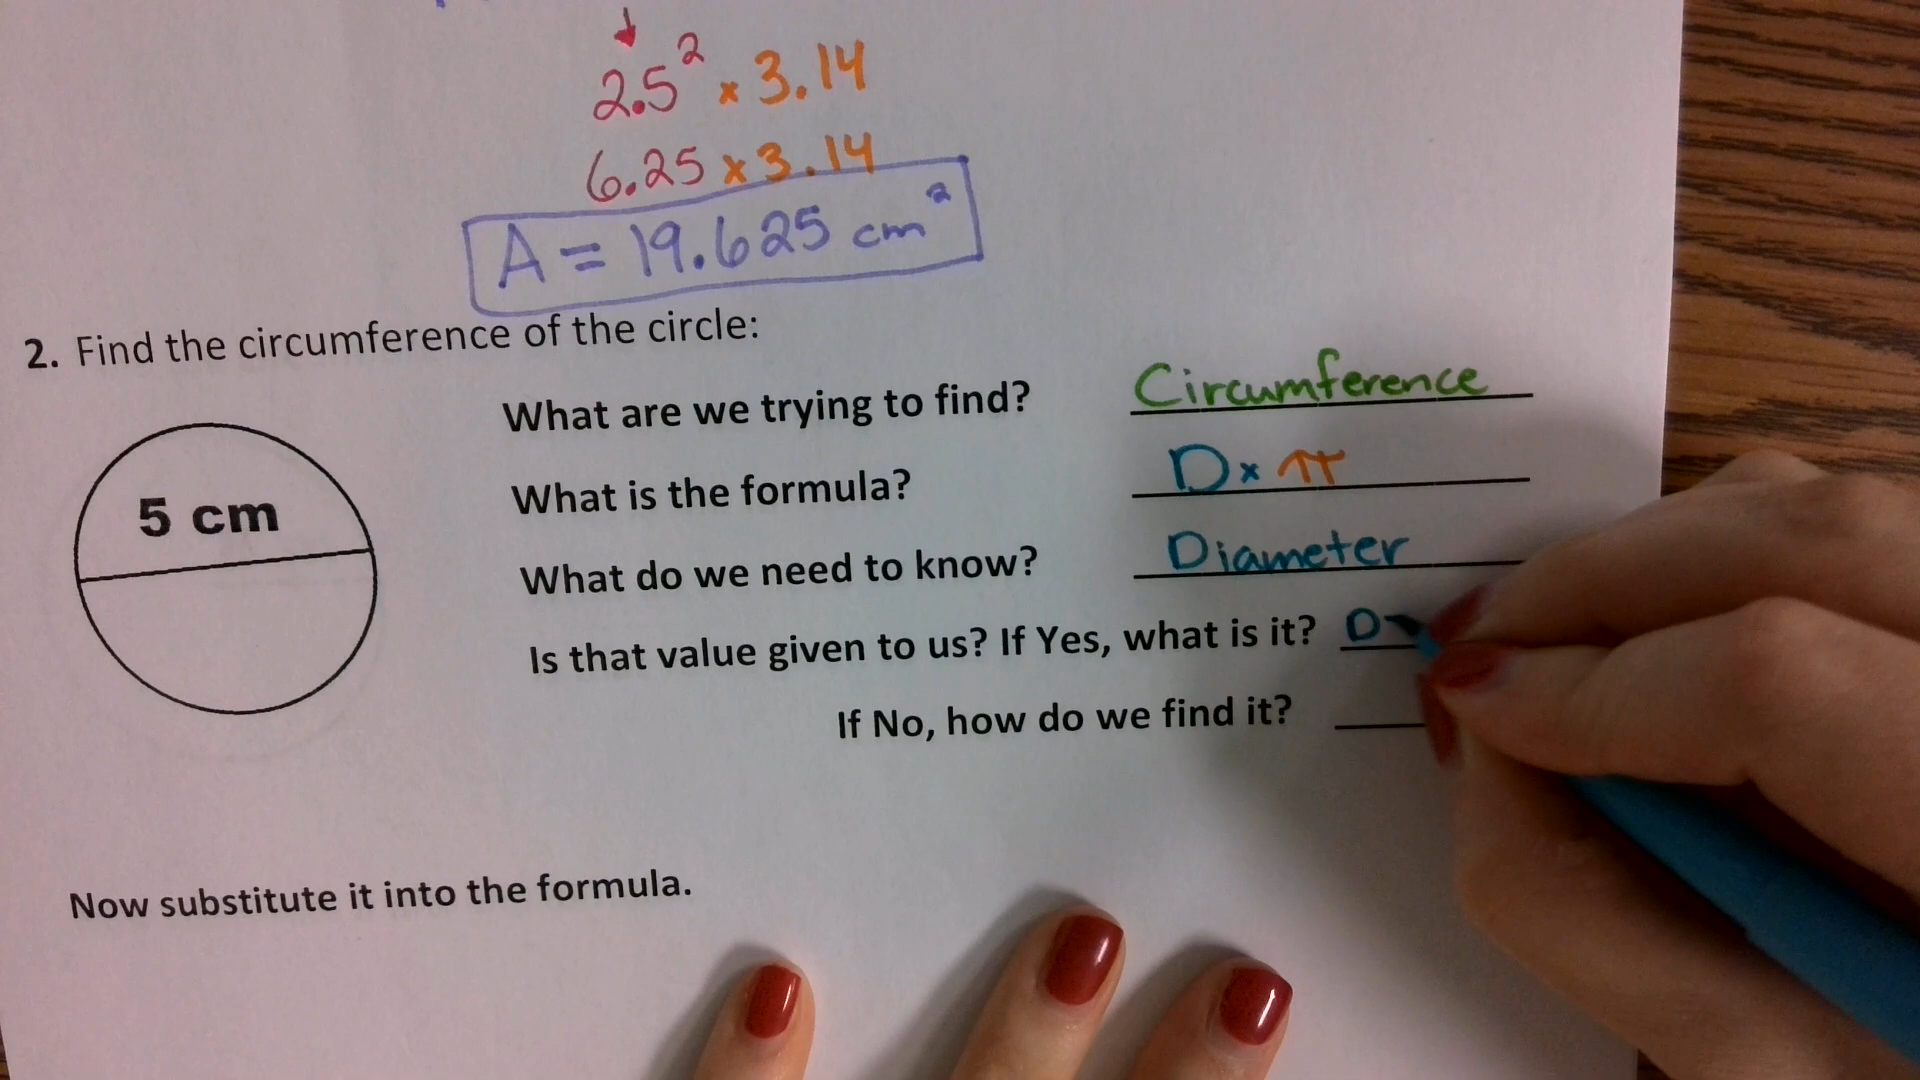 2.5² x 3.14
6.25 x 3.14
A = 19.625 cm²
2. Find the circumference of the circle:
5 cm
What are we trying to find? Circumference
What is the formula? D x π
What do we need to know? Diameter
Is that value given to us? If Yes, what is it? D
If No, how do we find it?
Now substitute it into the formula.